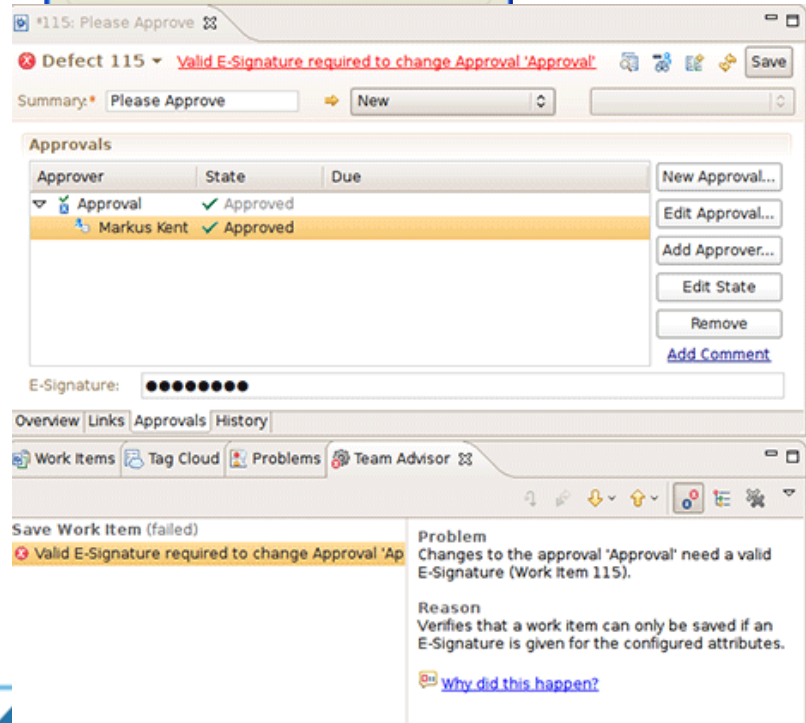 *115: Please Approve
Defect 115 Valid E-Signature required to change Approval 'Approval' Save
Summary:* Please Approve New
Approvals
Approver State Due
Approval Approved
Markus Kent Approved
New Approval...
Edit Approval...
Add Approver...
Edit State
Remove
Add Comment
E-Signature: ●●●●●●●●
Overview Links Approvals History
Work Items Tag Cloud Problems Team Advisor
Save Work Item (failed)
Valid E-Signature required to change Approval 'Ap
Problem
Changes to the approval 'Approval' need a valid
E-Signature (Work Item 115).
Reason
Verifies that a work item can only be saved if an
E-Signature is given for the configured attributes.
Why did this happen?